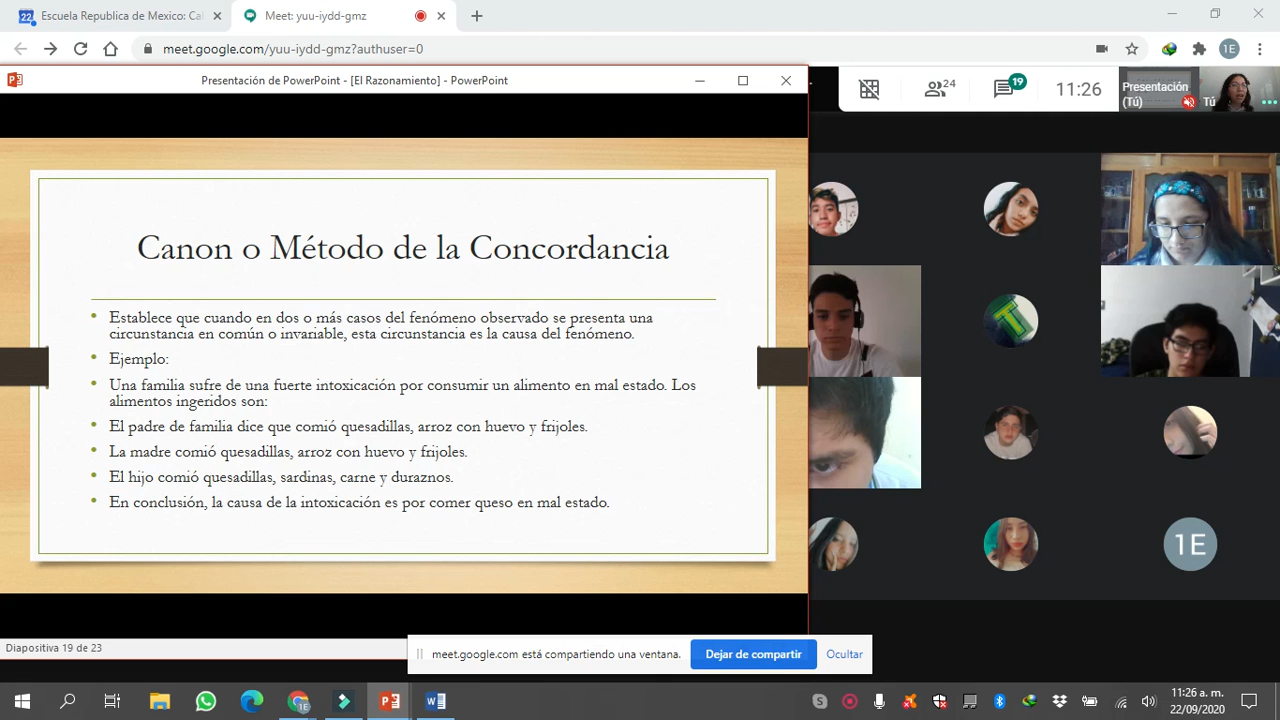 Escuela Republica de Mexico: Cal
Meet: yuu-iydd-gmz
meet.google.com/yuu-iydd-gmz?authuser=0
1E
Presentación de PowerPoint - [El Razonamiento] - PowerPoint
24
19
11:26
Presentación
(Tú)
Tú
Canon o Método de la Concordancia
• Establece que cuando en dos o más casos del fenómeno observado se presenta una
circunstancia en común o invariable, esta circunstancia es la causa del fenómeno.
• Ejemplo:
• Una familia sufre de una fuerte intoxicación por consumir un alimento en mal estado. Los
alimentos ingeridos son:
• El padre de familia dice que comió quesadillas, arroz con huevo y frijoles.
• La madre comió quesadillas, arroz con huevo y frijoles.
• El hijo comió quesadillas, sardinas, carne y duraznos.
• En conclusión, la causa de la intoxicación es por comer queso en mal estado.
T
1E
Diapositiva 19 de 23
meet.google.com está compartiendo una ventana.
Dejar de compartir
Ocultar
11:26 a. m.
22/09/2020